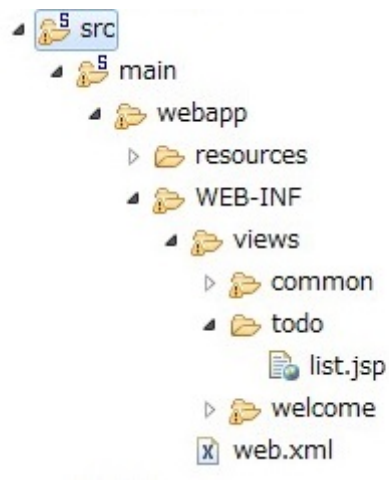 src
main
webapp
resources
WEB-INF
views
common
todo
list.jsp
welcome
web.xml